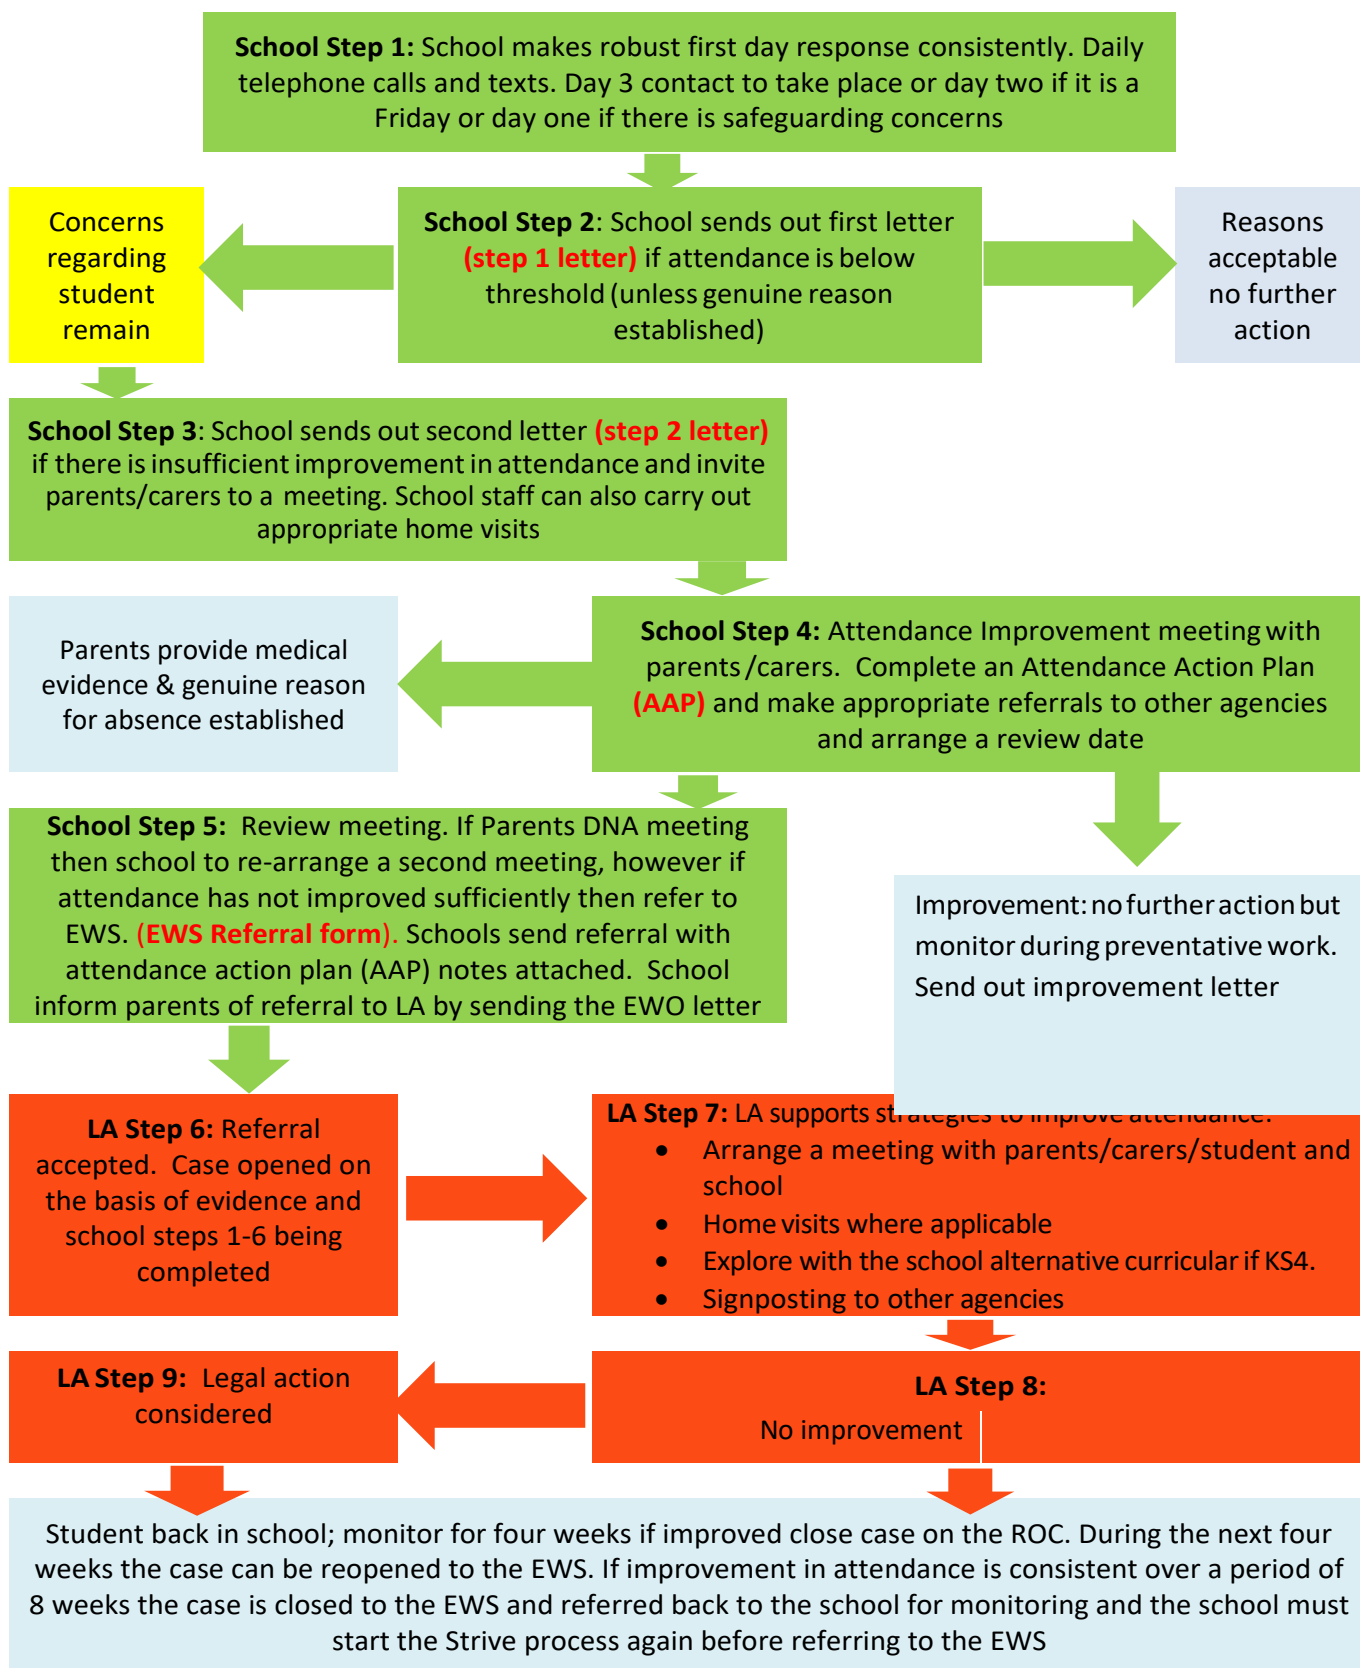 School Step 1: School makes robust first day response consistently. Daily
telephone calls and texts. Day 3 contact to take place or day two if it is a
Friday or day one if there is safeguarding concerns
Concerns
regarding
student
remain
School Step 2: School sends out first letter
(step 1 letter) if attendance is below
threshold (unless genuine reason
established)
Reasons
acceptable
no further
action
School Step 3: School sends out second letter (step 2 letter)
if there is insufficient improvement in attendance and invite
parents/carers to a meeting. School staff can also carry out
appropriate home visits
Parents provide medical
evidence & genuine reason
for absence established
School Step 4: Attendance Improvement meeting with
parents/carers. Complete an Attendance Action Plan
(AAP) and make appropriate referrals to other agencies
and arrange a review date
School Step 5: Review meeting. If Parents DNA meeting
then school to re-arrange a second meeting, however if
attendance has not improved sufficiently then refer to
EWS. (EWS Referral form). Schools send referral with
attendance action plan (AAP) notes attached. School
inform parents of referral to LA by sending the EWO letter
Improvement: no further action but
monitor during preventative work.
Send out improvement letter
LA Step 6: Referral
accepted. Case opened on
the basis of evidence and
school steps 1-6 being
completed
LA Step 7: LA supports strategies to improve attendance.
• Arrange a meeting with parents/carers/student and
school
• Home visits where applicable
• Explore with the school alternative curricular if KS4.
• Signposting to other agencies
LA Step 9: Legal action
considered
LA Step 8:
No improvement
Student back in school; monitor for four weeks if improved close case on the ROC. During the next four
weeks the case can be reopened to the EWS. If improvement in attendance is consistent over a period of
8 weeks the case is closed to the EWS and referred back to the school for monitoring and the school must
start the Strive process again before referring to the EWS